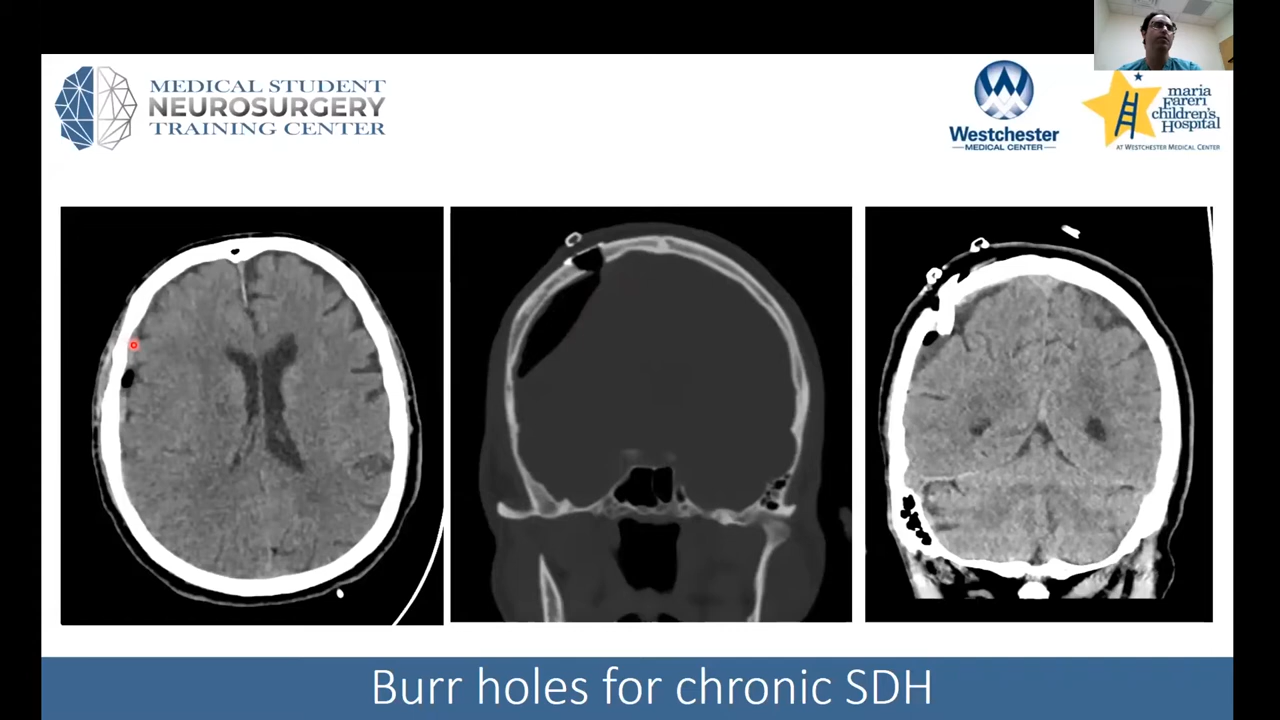 MEDICAL STUDENT
NEUROSURGERY
TRAINING CENTER
Westchester
MEDICAL CENTER
maria
Fareri
children's
Hospital
AT WESTCHESTER MEDICAL CENTER
Burr holes for chronic SDH